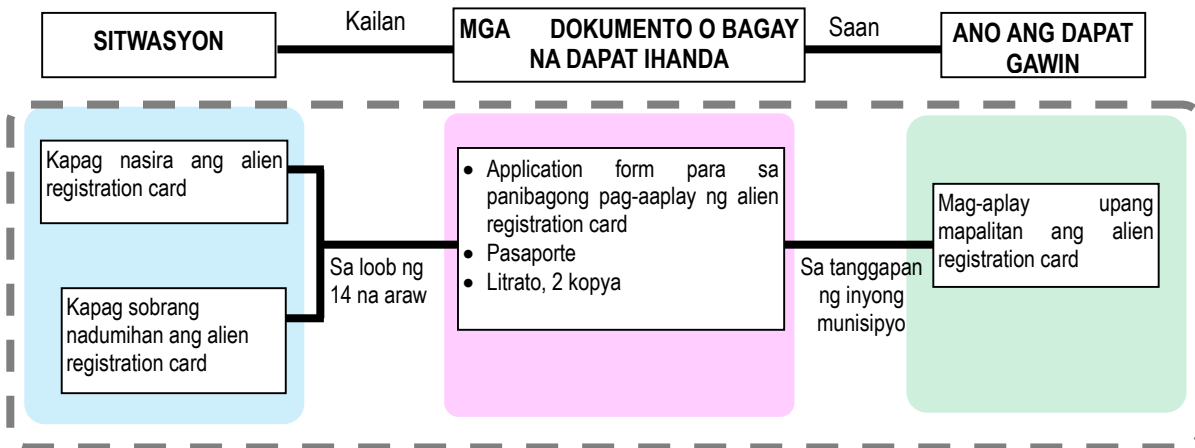 SITWASYON
Kailan
MGA DOKUMENTO O BAGAY
NA DAPAT IHANDA
Saan
ANO ANG DAPAT
GAWIN
Kapag nasira ang alien
registration card
Kapag sobrang
nadumihan ang alien
registration card
Sa loob ng
14 na araw
• Application form para sa
panibagong pag-aaplay ng alien
registration card
• Pasaporte
• Litrato, 2 kopya
Sa tanggapan
ng inyong
munisipyo
Mag-aplay upang
mapalitan ang alien
registration card